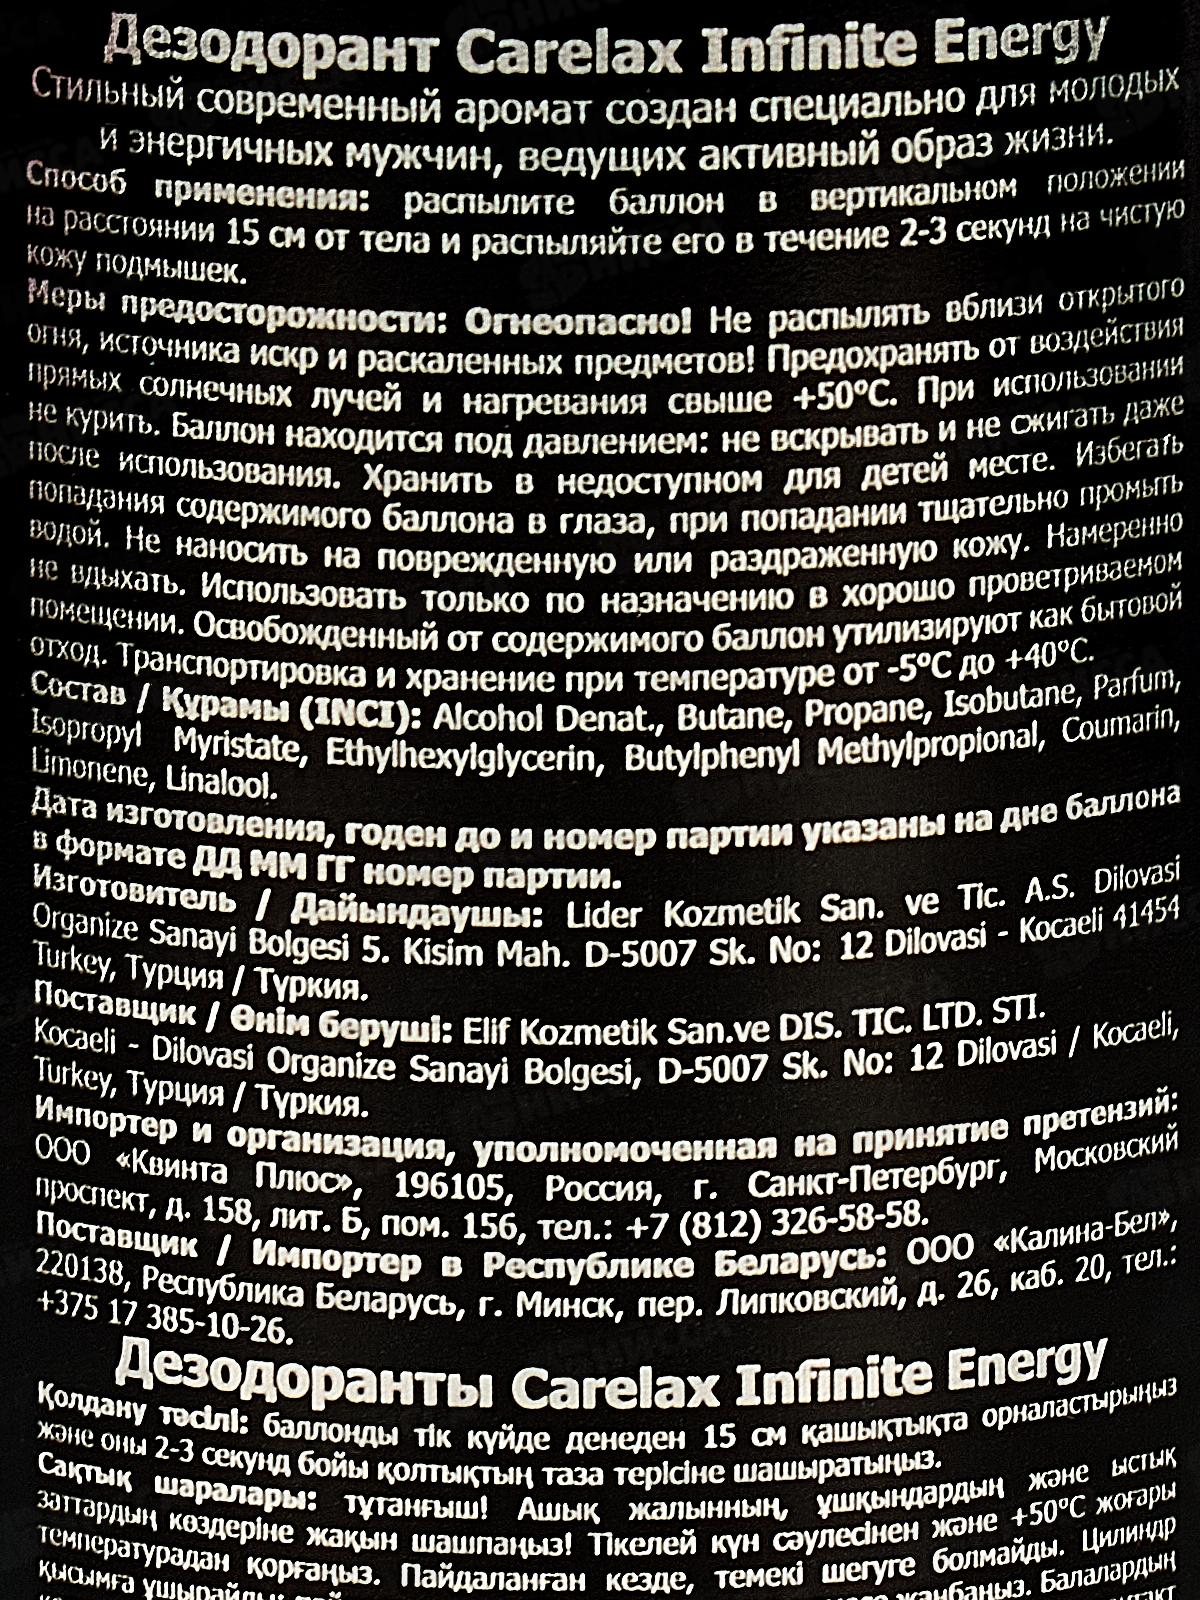 Дезодорант Carelax Infinite Energy
Стильный современный аромат создан специально для молодых
и энергичных мужчин, ведущих активный образ жизни.
Способ применения: распылите баллон в вертикальном положении
на расстоянии 15 см от тела и распыляйте его в течение 2-3 секунд на чистую
кожу подмышек.
Меры предосторожности: Огнеопасно! Не распылять вблизи открытого
огня, источника искр и раскаленных предметов! Предохранять от воздействия
прямых солнечных лучей и нагревания свыше +50°С. При использовании
не курить. Баллон находится под давлением: не вскрывать и не сжигать даже
после использования. Хранить в недоступном для детей месте. Избегать
попадания содержимого баллона в глаза, при попадании тщательно промыть
водой. Не наносить на поврежденную или раздраженную кожу. Намеренно
не вдыхать. Использовать только по назначению в хорошо проветриваемом
помещении. Освобожденный от содержимого баллон утилизируют как бытовой
отход. Транспортировка и хранение при температуре от -5°С до +40°С.
Состав / Құрамы (INCI): Alcohol Denat., Butane, Propane, Isobutane, Parfum,
Isopropyl Myristate, Ethylhexylglycerin, Butylphenyl Methylpropional, Coumarin,
Limonene, Linalool.
Дата изготовления, годен до и номер партии указаны на дне баллона
в формате ДД ММ ГГ номер партии.
Изготовитель / Дайындаушы: Lider Kozmetik San. ve Tic. A.S. Dilovasi
Organize Sanayi Bolgesi 5. Kisim Mah. D-5007 Sk. No: 12 Dilovasi - Kocaeli 41454
Turkey, Турция / Түркия.
Поставщик / Өнім беруші: Elif Kozmetik San.ve DIS. TIC. LTD. STI.
Kocaeli - Dilovasi Organize Sanayi Bolgesi, D-5007 Sk. No: 12 Dilovasi / Kocaeli,
Turkey, Турция / Түркия.
Импортер и организация, уполномоченная на принятие претензий:
ООО «Квинта Плюс», 196105, Россия, г. Санкт-Петербург, Московский
проспект, д. 158, лит. Б, пом. 156, тел.: +7 (812) 326-58-58.
Поставщик / Импортер в Республике Беларусь: ООО «Калина-Бел»,
220138, Республика Беларусь, г. Минск, пер. Липковский, д. 26, каб. 20, тел.:
+375 17 385-10-26.
Дезодоранты Carelax Infinite Energy
Қолдану тәсілі: баллонды тік күйде денеден 15 см қашықтықта орналастырыңыз
және оны 2-3 секунд бойы қолтықтың таза терісіне шашыратыңыз.
Сақтық шаралары: тұтанғыш! Ашық жалынның, ұшқындардың және ыстық
заттардың көздеріне жақын шашпаңыз! Тікелей күн сәулесінен және +50°С жоғары
температурадан қорғаңыз. Пайдаланған кезде, темекі шегуге болмайды. Цилиндр
қысымға ұшырайды: жанбаңыз. Балалардың